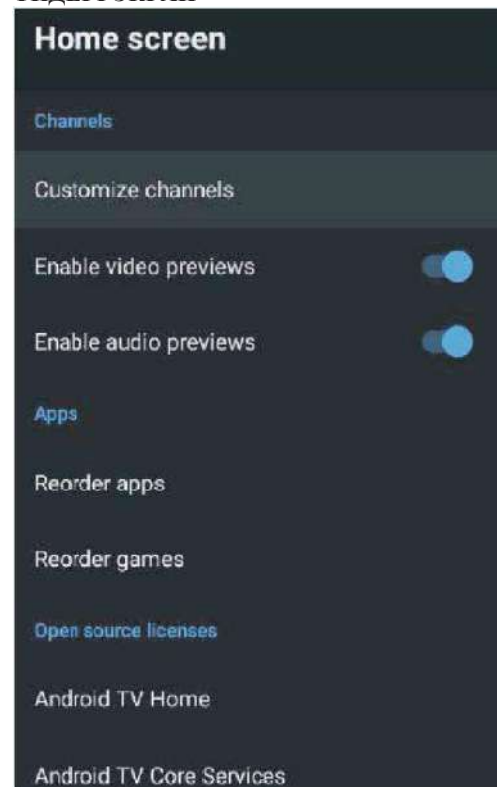 Home screen
Channels
Customize channels
Enable video previews
Enable audio previews
Apps
Reorder apps
Reorder games
Open source licenses
Android TV Home
Android TV Core Services